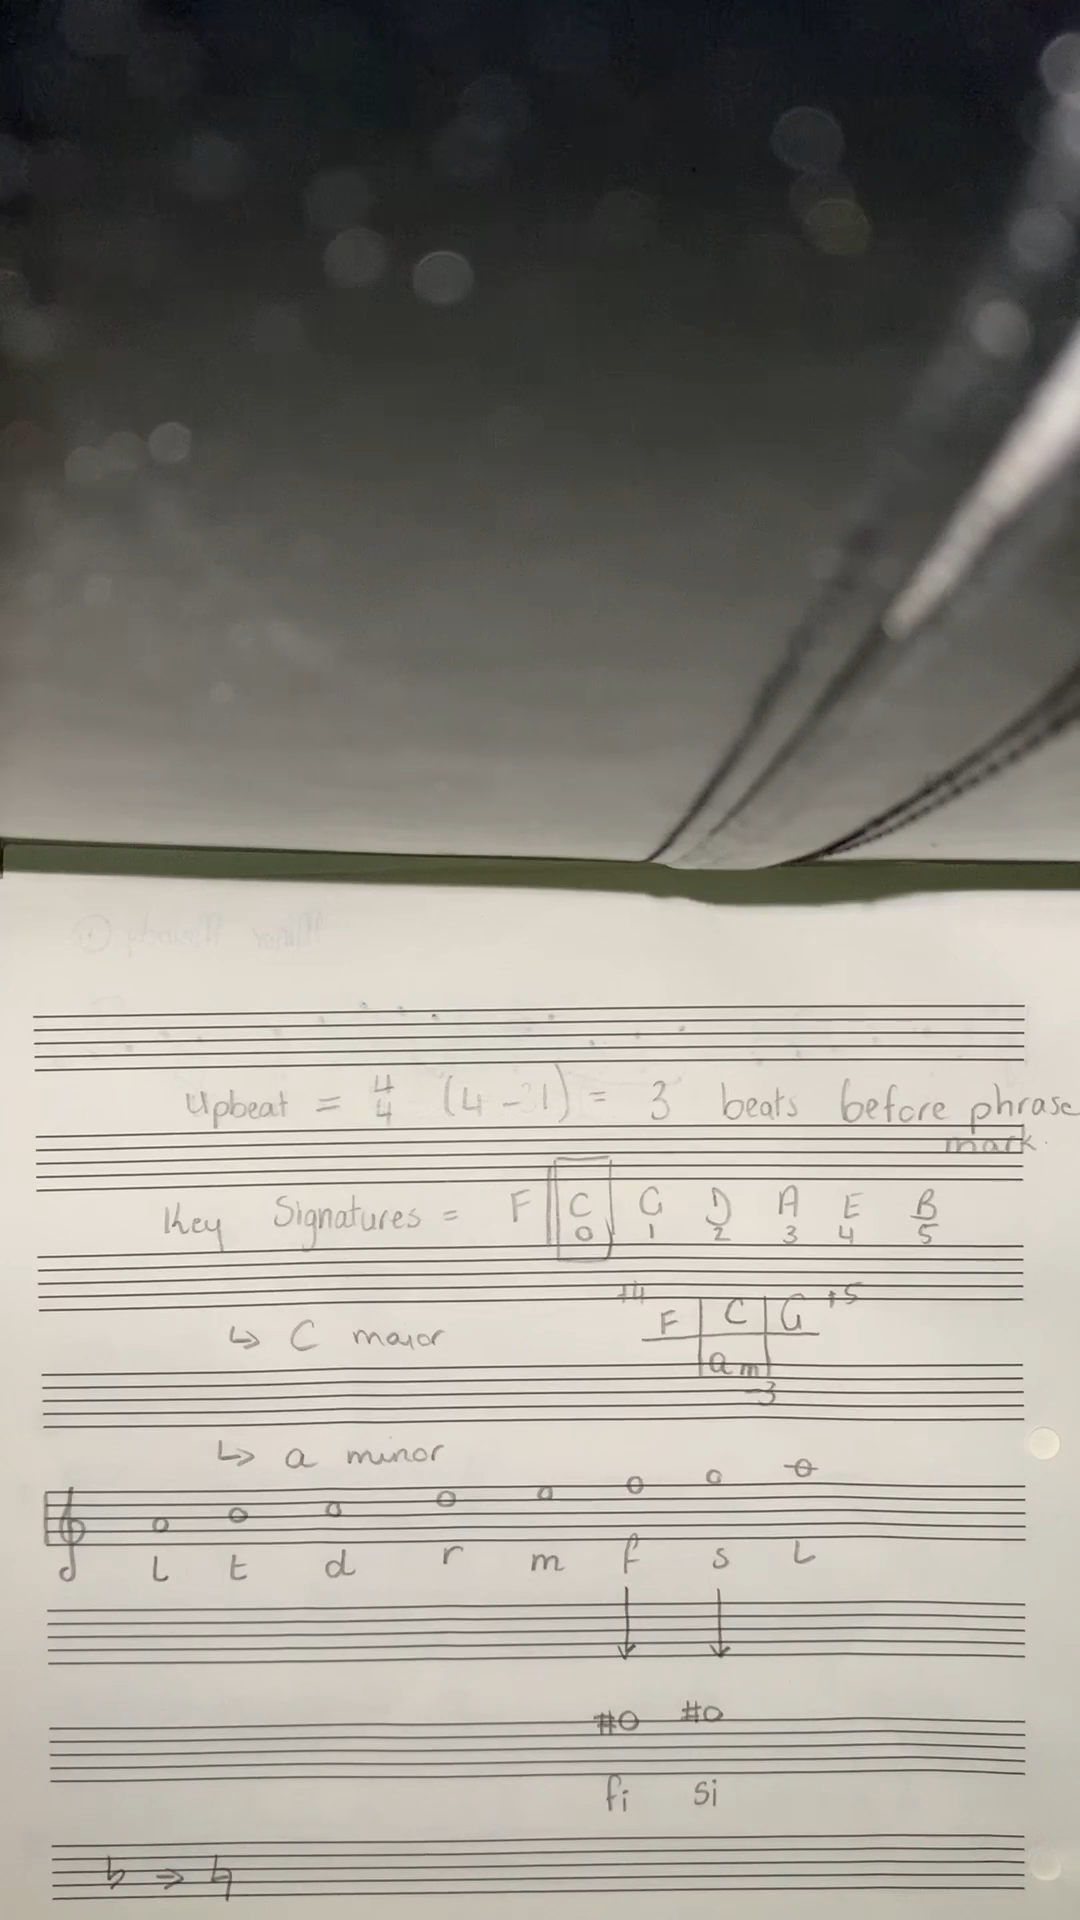 Upbeat = 4/4 (4-1) = 3 beats before phrase
mark.
Key Signatures = F C G D A E B
0 1 2 3 4 5
+4 F C G +5
↳ C major
am
-3
↳ a minor
L t d r m f s L
#o #o
fi si
♭ ⇒ ♮